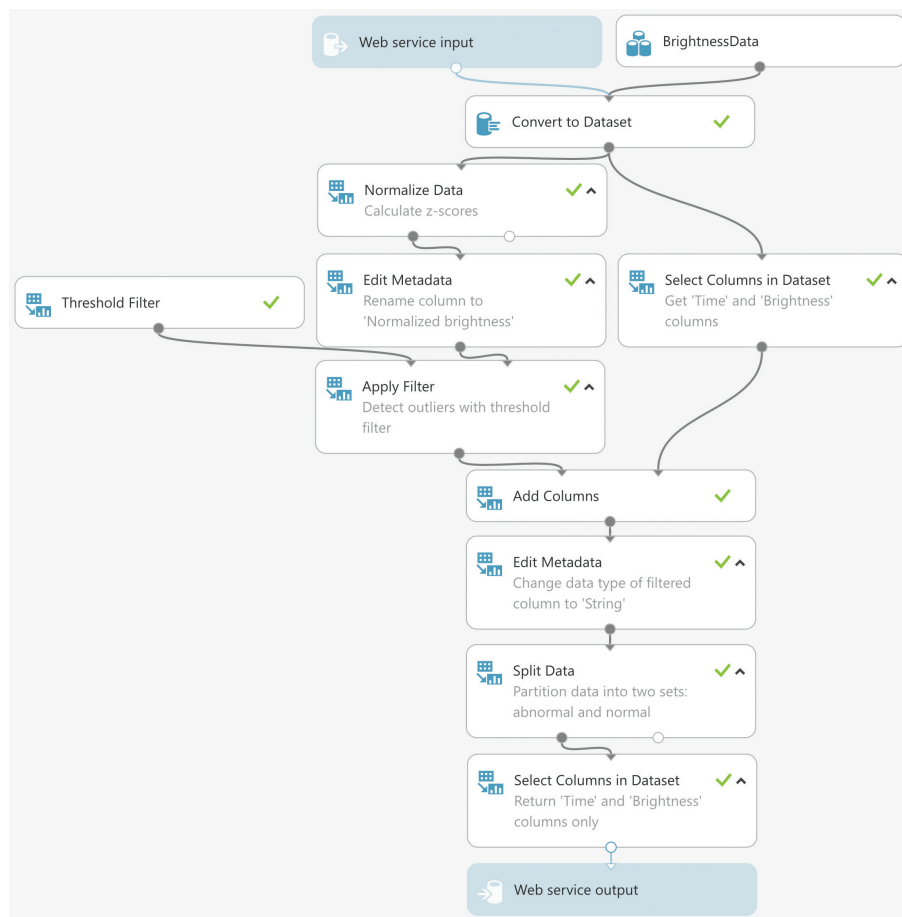 Web service input
BrightnessData
Convert to Dataset
Normalize Data
Calculate z-scores
Edit Metadata
Rename column to
'Normalized brightness'
Select Columns in Dataset
Get 'Time' and 'Brightness'
columns
Threshold Filter
Apply Filter
Detect outliers with threshold
filter
Add Columns
Edit Metadata
Change data type of filtered
column to 'String'
Split Data
Partition data into two sets:
abnormal and normal
Select Columns in Dataset
Return 'Time' and 'Brightness'
columns only
Web service output